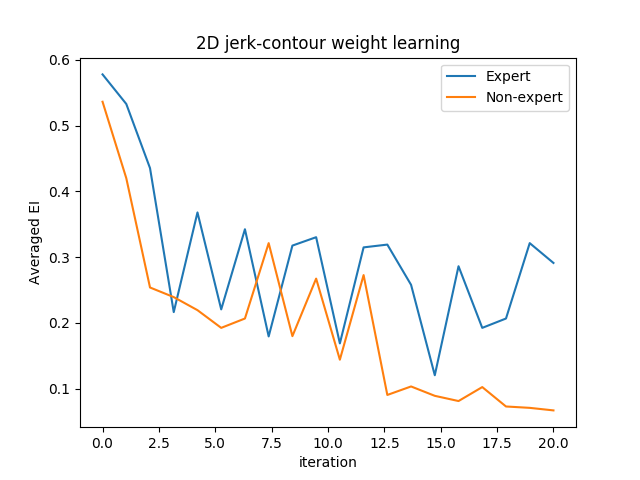 2D jerk-contour weight learning
Expert
Non-expert
Averaged EI
0.6
0.5
0.4
0.3
0.2
0.1
0.0 2.5 5.0 7.5 10.0 12.5 15.0 17.5 20.0
iteration